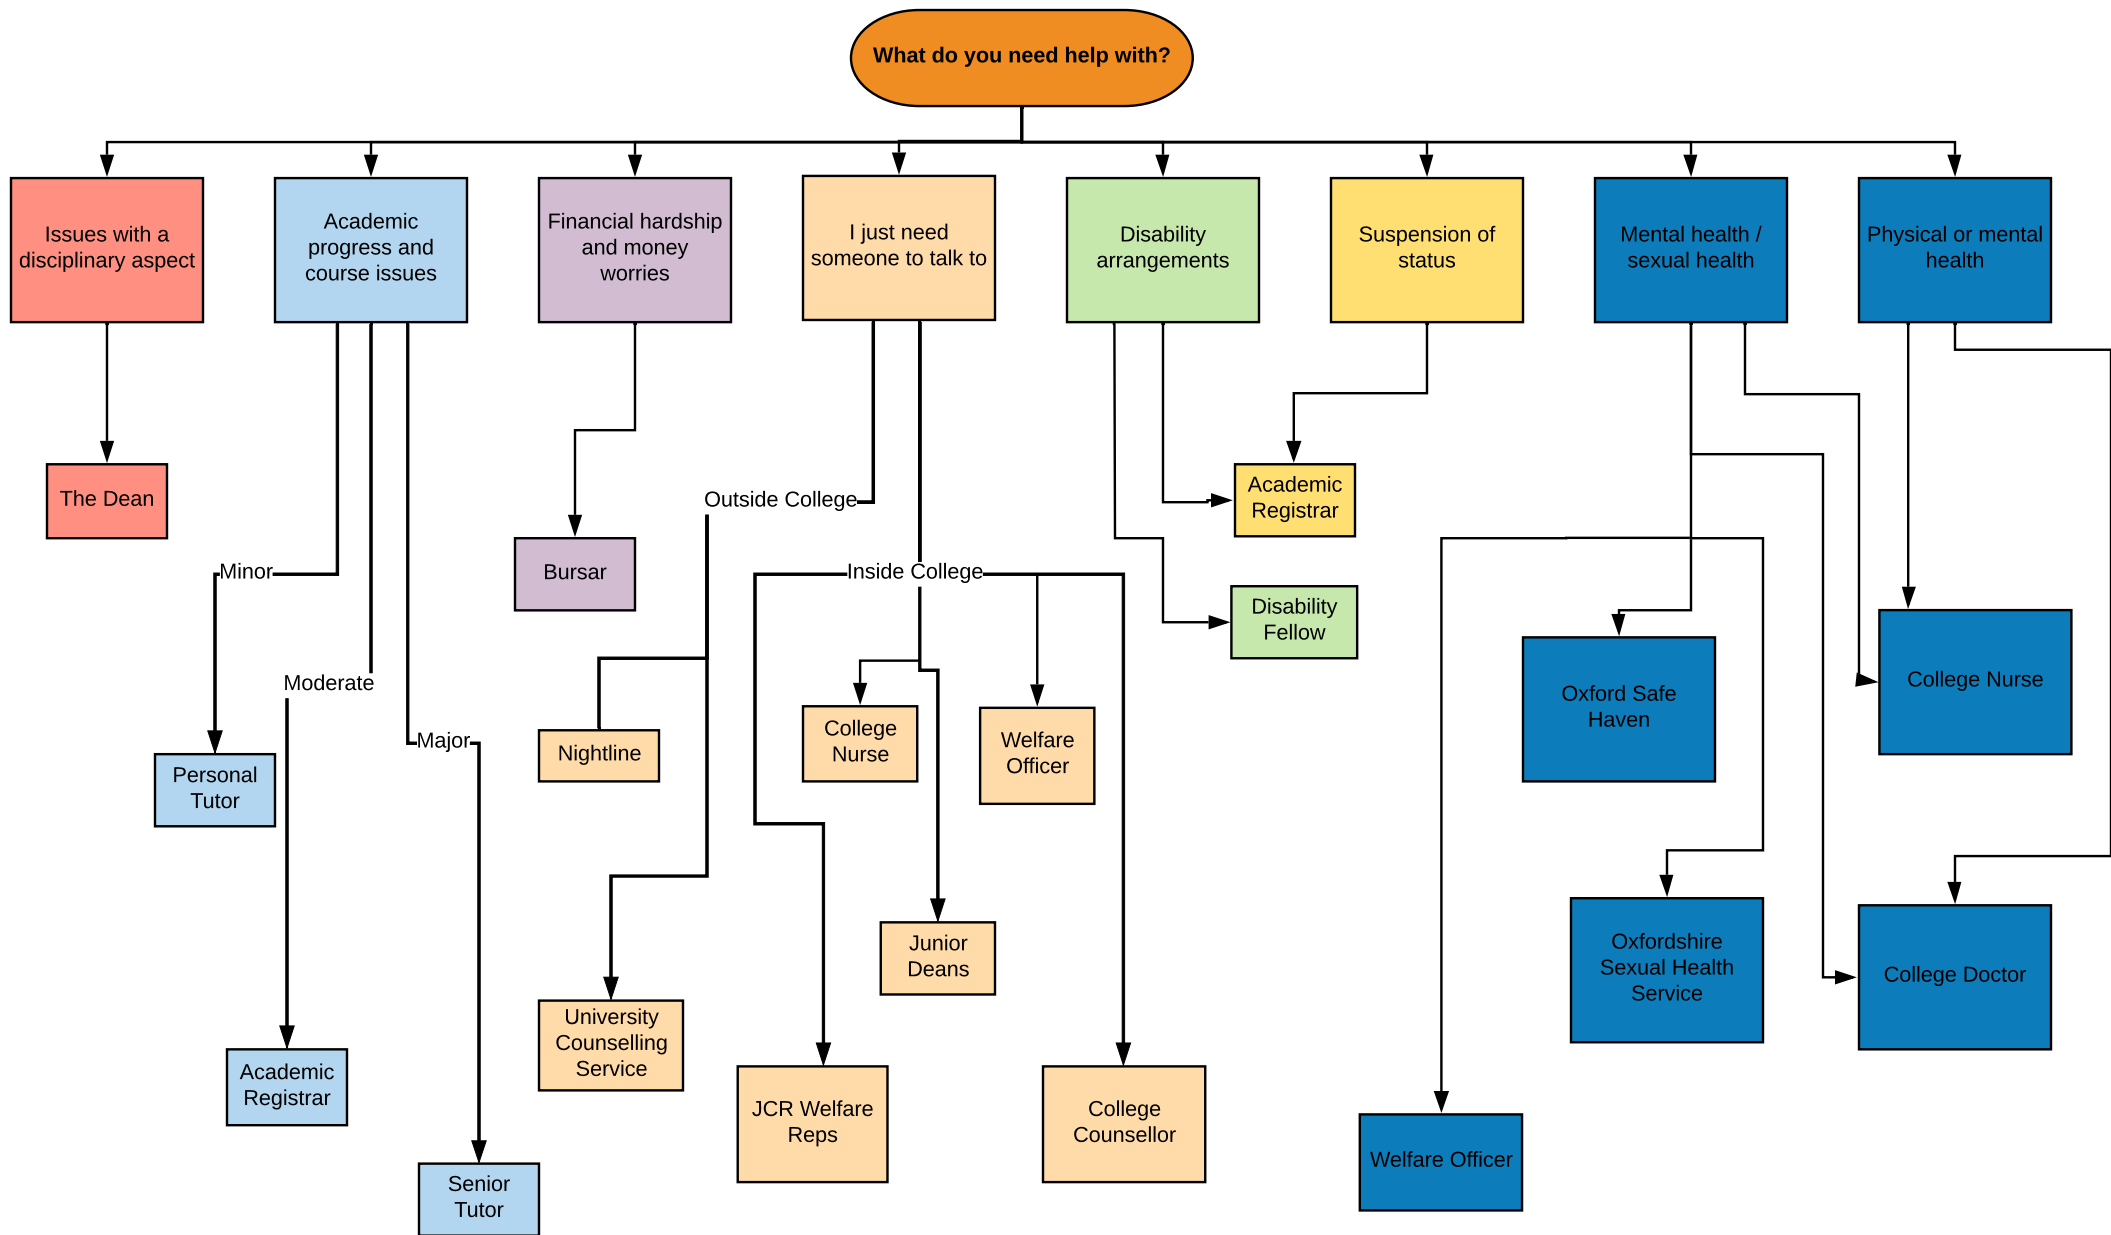 What do you need help with?
Issues with a
disciplinary aspect
Academic
progress and
course issues
Financial hardship
and money
worries
I just need
someone to talk to
Disability
arrangements
Suspension of
status
Mental health /
sexual health
Physical or mental
health
The Dean
Academic
Registrar
Outside College
Minor
Bursar
Inside College
Disability
Fellow
Moderate
Major
Personal
Tutor
Nightline
College
Nurse
Welfare
Officer
Oxford Safe
Haven
College Nurse
Junior
Deans
Oxfordshire
Sexual Health
Service
College Doctor
University
Counselling
Service
Academic
Registrar
JCR Welfare
Reps
College
Counsellor
Welfare Officer
Senior
Tutor